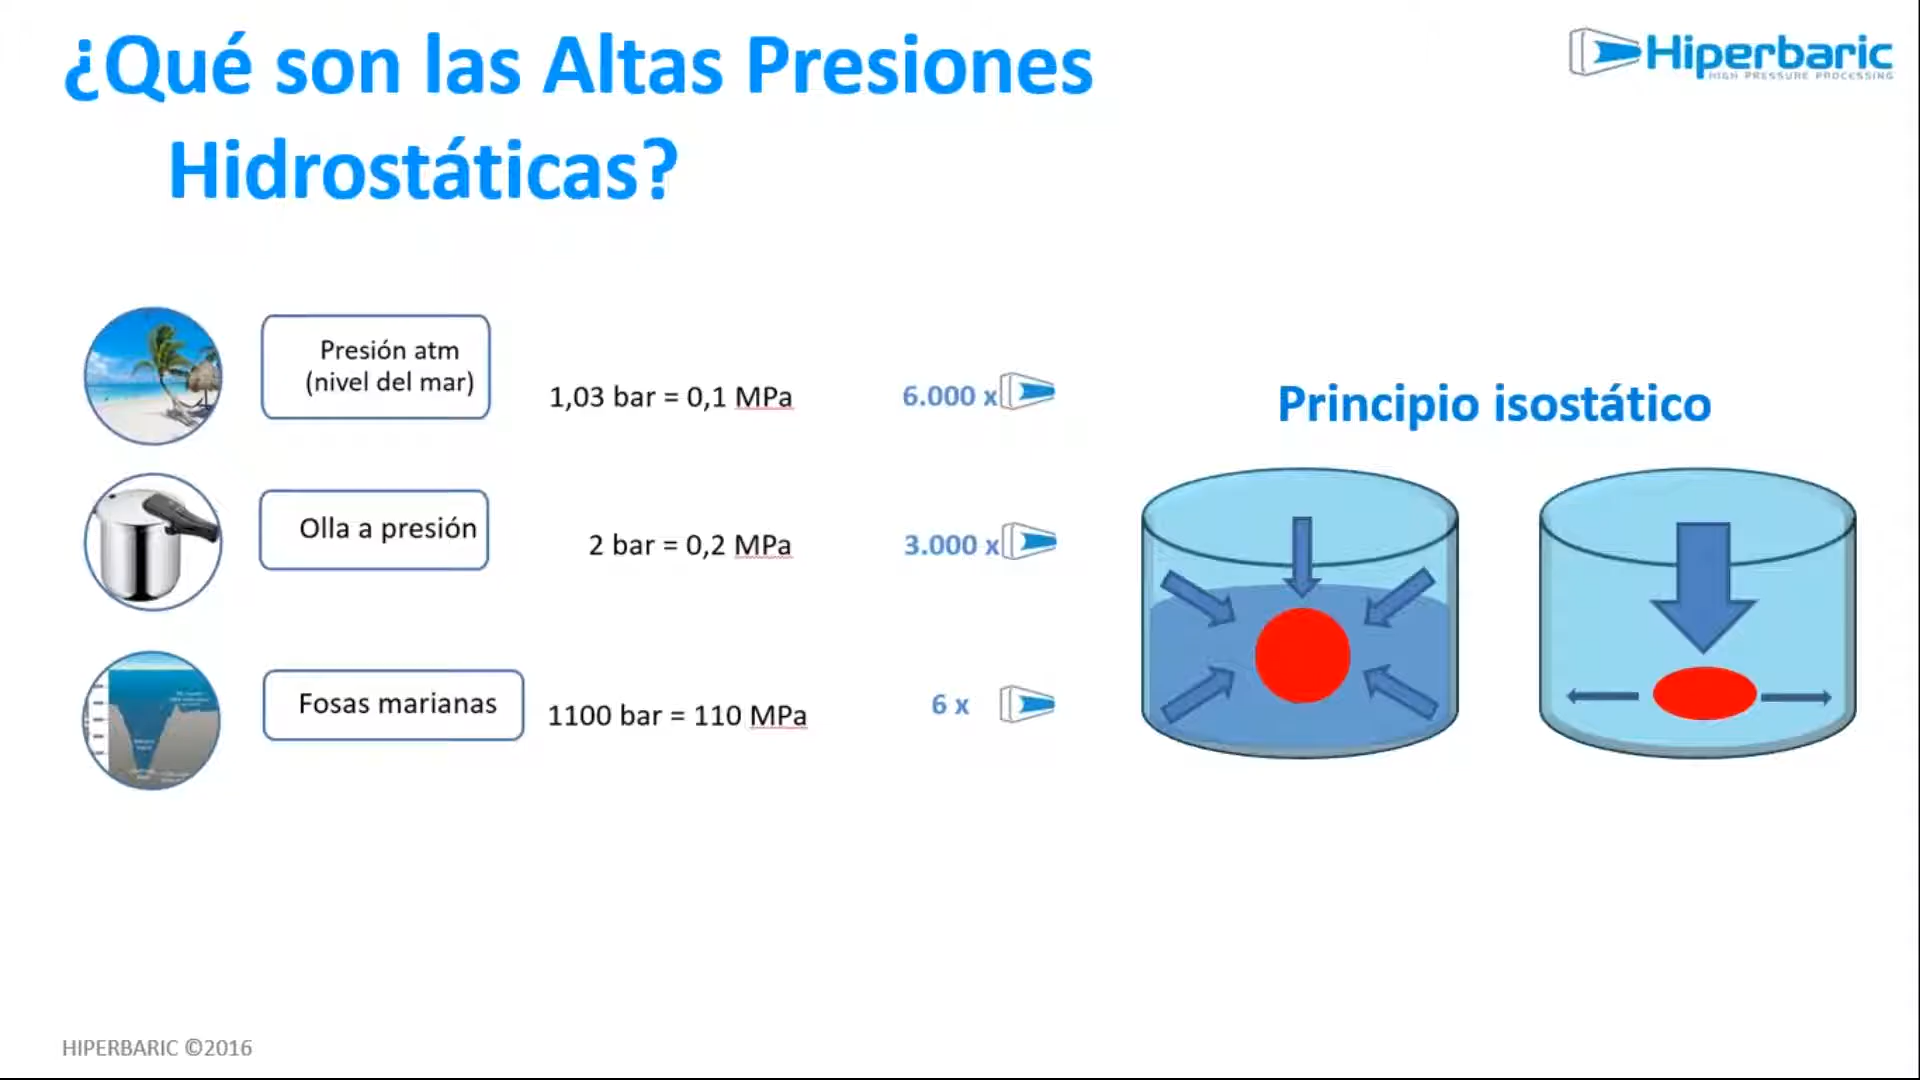 ¿Qué son las Altas Presiones
Hidrostáticas?
Hiperbaric
HIGH PRESSURE PROCESSING
Presión atm
(nivel del mar)
1,03 bar = 0,1 MPa
6.000 x
Olla a presión
2 bar = 0,2 MPa
3.000 x
Fosas marianas
1100 bar = 110 MPa
6 x
Principio isostático
HIPERBARIC ©2016